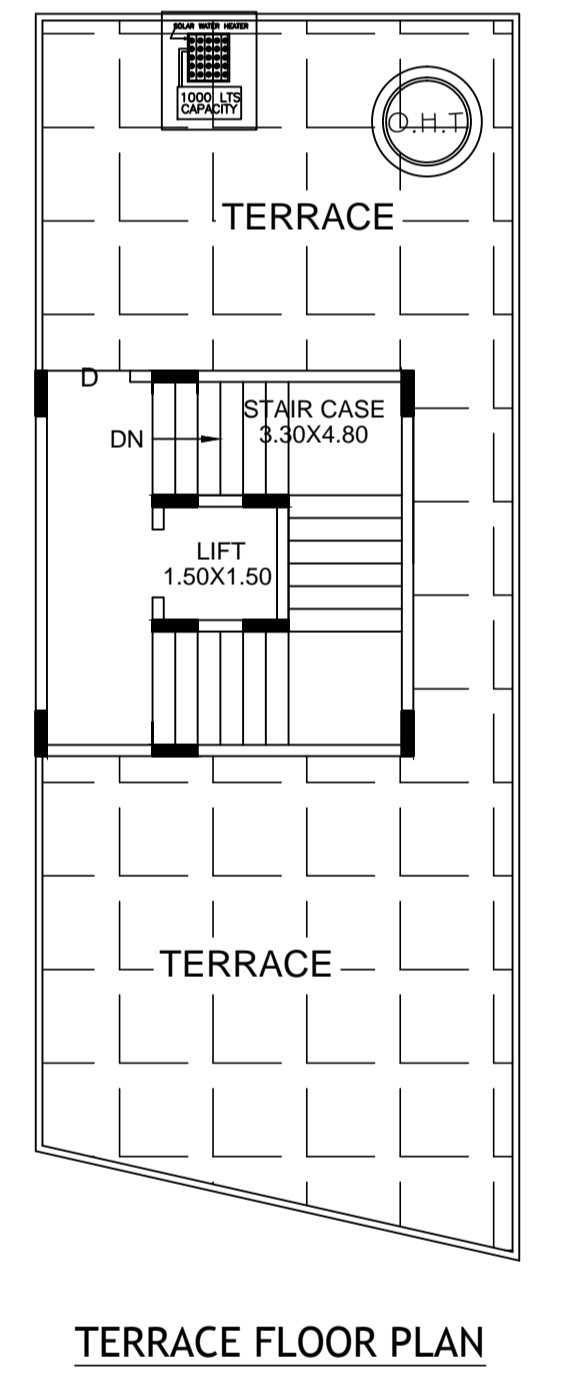 SOLAR WATER HEATER
1000 LTS
CAPACITY
O.H.T
TERRACE
D
STAIR CASE
3.30X4.80
DN
LIFT
1.50X1.50
TERRACE
TERRACE FLOOR PLAN